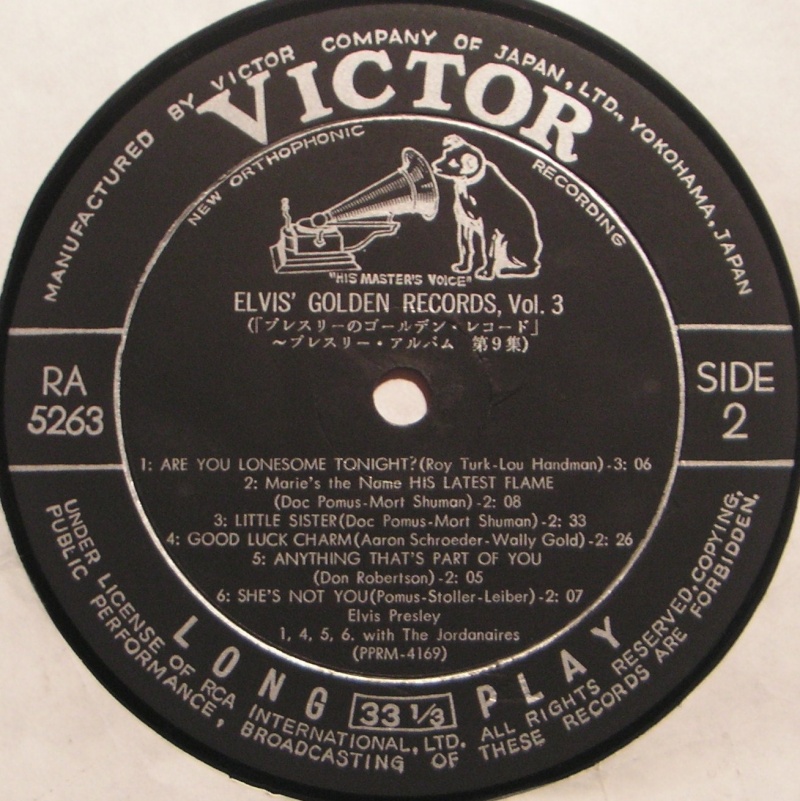 MANUFACTURED BY VICTOR COMPANY OF JAPAN, LTD., YOKOHAMA, JAPAN
VICTOR
NEW ORTHOPHONIC RECORDING
"HIS MASTER'S VOICE"
ELVIS' GOLDEN RECORDS, Vol. 3
(「プレスリーのゴールデン・レコード」
～プレスリー・アルバム 第9集)
RA
5263
SIDE
2
1: ARE YOU LONESOME TONIGHT?(Roy Turk-Lou Handman)-3: 06
2: Marie's the Name HIS LATEST FLAME
(Doc Pomus-Mort Shuman)-2: 08
3: LITTLE SISTER(Doc Pomus-Mort Shuman)-2: 33
4: GOOD LUCK CHARM(Aaron Schroeder-Wally Gold)-2: 26
5: ANYTHING THAT'S PART OF YOU
(Don Robertson)-2: 05
6: SHE'S NOT YOU(Pomus-Stoller-Leiber)-2: 07
Elvis Presley
1, 4, 5, 6. with The Jordanaires
(PPRM-4169)
LONG 33 1/3 PLAY
UNDER LICENSE OF RCA INTERNATIONAL, LTD. ALL RIGHTS RESERVED, COPYING,
PUBLIC PERFORMANCE, BROADCASTING OF THESE RECORDS ARE FORBIDDEN.